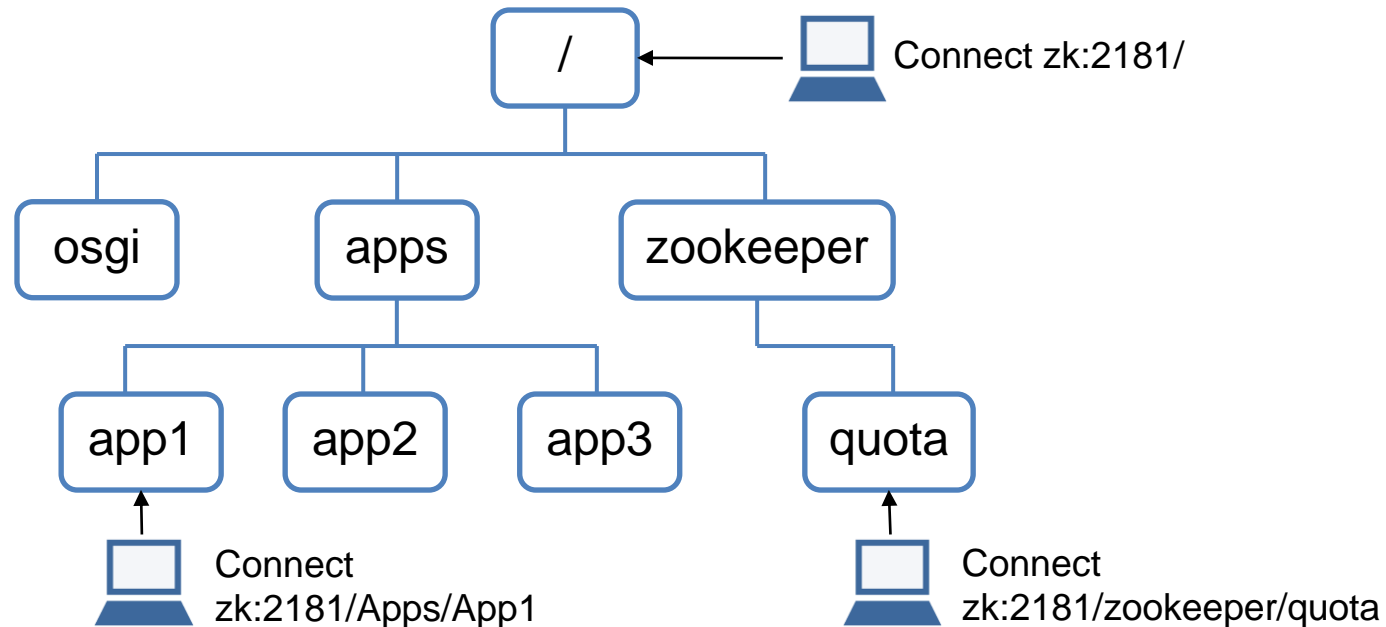 /
Connect zk:2181/
osgi
apps
zookeeper
app1
app2
app3
quota
Connect
zk:2181/Apps/App1
Connect
zk:2181/zookeeper/quota